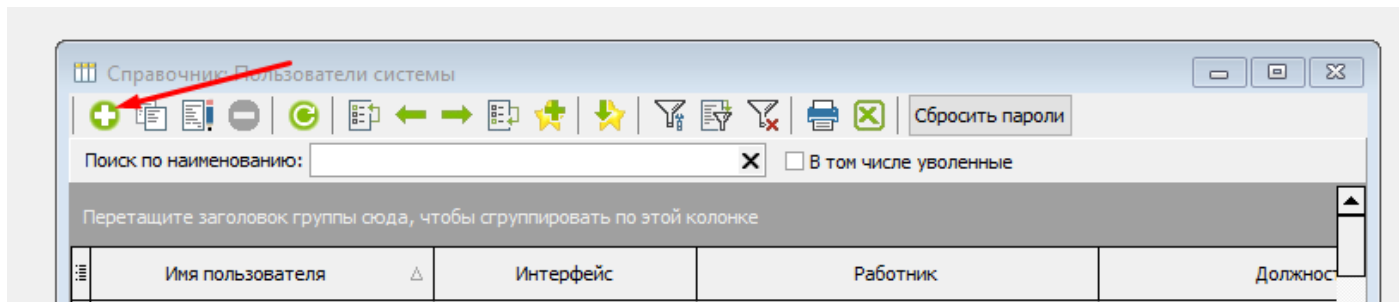 Справочник: Пользователи системы
Сбросить пароли
Поиск по наименованию:
В том числе уволенные
Перетащите заголовок группы сюда, чтобы сгруппировать по этой колонке
Имя пользователя Интерфейс Работник